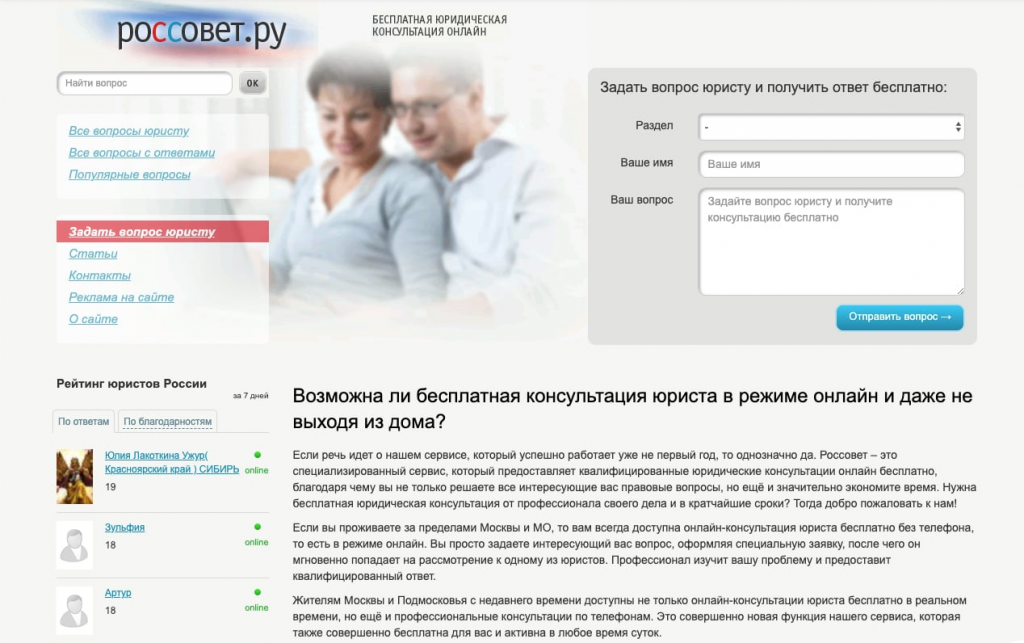 россовет.ру
БЕСПЛАТНАЯ ЮРИДИЧЕСКАЯ
КОНСУЛЬТАЦИЯ ОНЛАЙН
Найти вопрос
ОК
Все вопросы юристу
Все вопросы с ответами
Популярные вопросы
Задать вопрос юристу
Статьи
Контакты
Реклама на сайте
О сайте
Задать вопрос юристу и получить ответ бесплатно:
Раздел
-
Ваше имя
Ваше имя
Ваш вопрос
Задайте вопрос юристу и получите
консультацию бесплатно
Отправить вопрос →
Рейтинг юристов России
за 7 дней
По ответам
По благодарностям
Юлия Лакоткина Ужур(
Красноярский край ) СИБИРЬ
online
19
Зульфия
18
online
Артур
18
online
Возможна ли бесплатная консультация юриста в режиме онлайн и даже не
выходя из дома?
Если речь идет о нашем сервисе, который успешно работает уже не первый год, то однозначно да. Россовет – это
специализированный сервис, который предоставляет квалифицированные юридические консультации онлайн бесплатно,
благодаря чему вы не только решаете все интересующие вас правовые вопросы, но ещё и значительно экономите время. Нужна
бесплатная юридическая консультация от профессионала своего дела и в кратчайшие сроки? Тогда добро пожаловать к нам!
Если вы проживаете за пределами Москвы и МО, то вам всегда доступна онлайн-консультация юриста бесплатно без телефона,
то есть в режиме онлайн. Вы просто задаете интересующий вас вопрос, оформляя специальную заявку, после чего он
мгновенно попадает на рассмотрение к одному из юристов. Профессионал изучит вашу проблему и предоставит
квалифицированный ответ.
Жителям Москвы и Подмосковья с недавнего времени доступны не только онлайн-консультации юриста бесплатно в реальном
времени, но ещё и профессиональные консультации по телефонам. Это совершенно новая функция нашего сервиса, которая
также совершенно бесплатна для вас и активна в любое время суток.